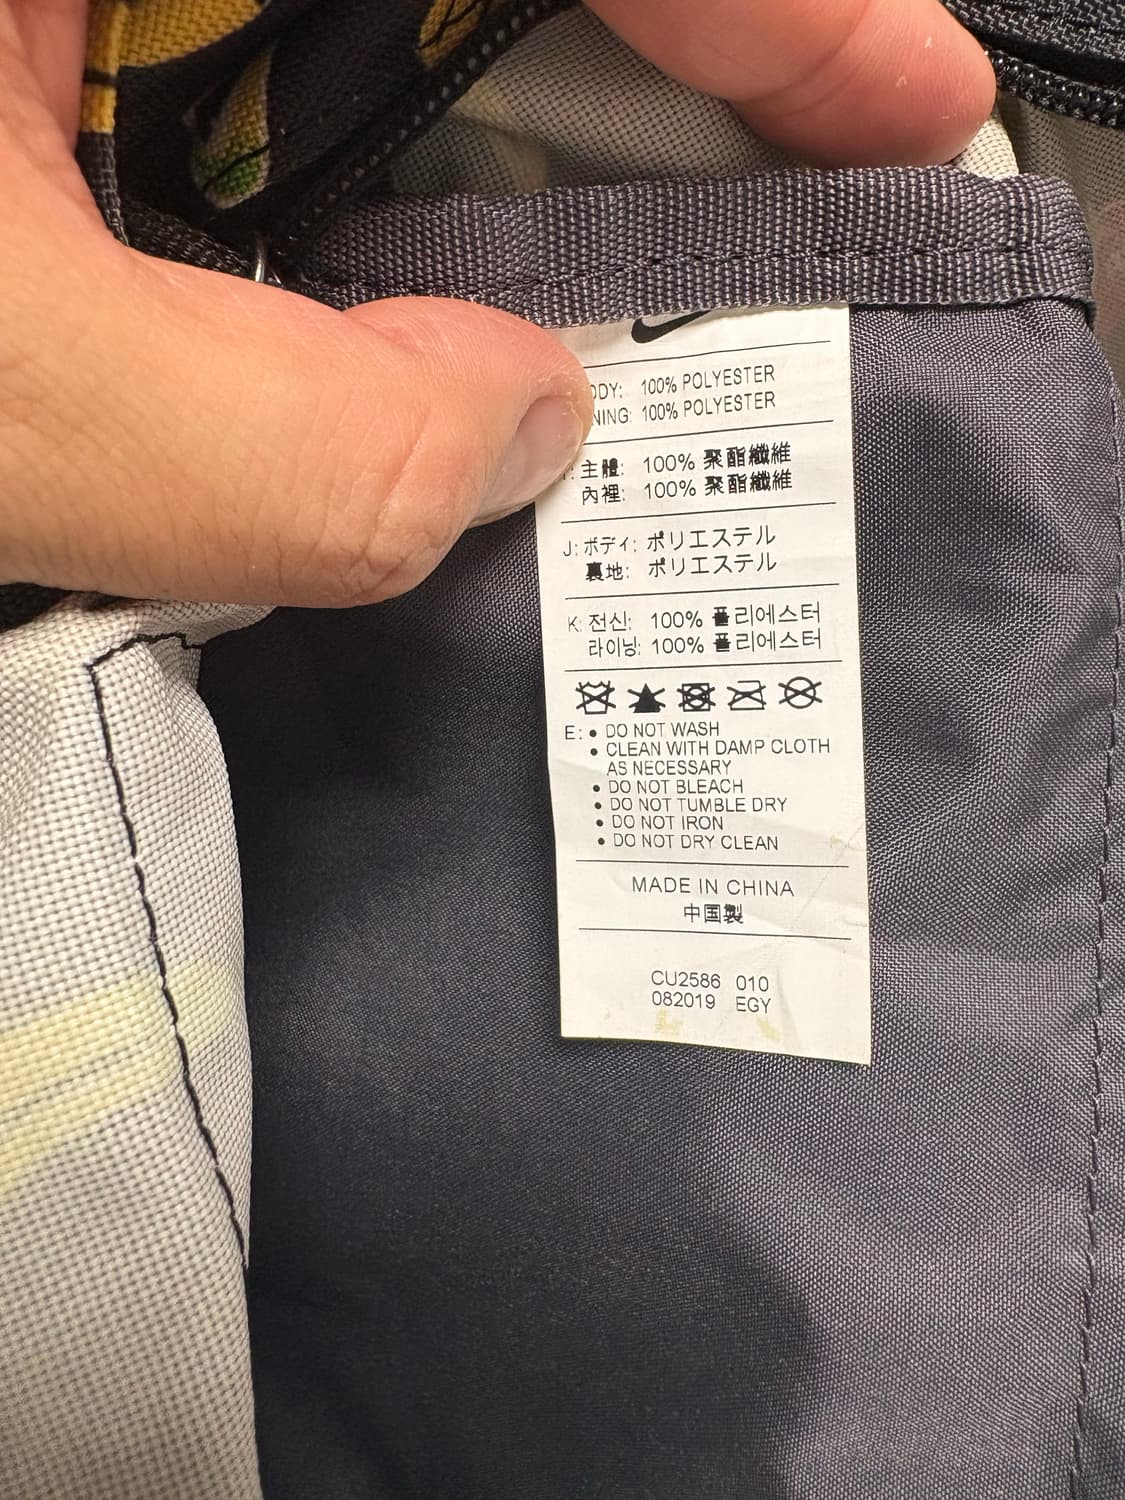 ODY: 100% POLYESTER
NING: 100% POLYESTER
主體: 100% 聚酯纖維
內裡: 100% 聚酯纖維
J: ボディ: ポリエステル
裏地: ポリエステル
K: 전신: 100% 폴리에스터
라이닝: 100% 폴리에스터
E: • DO NOT WASH
• CLEAN WITH DAMP CLOTH
AS NECESSARY
• DO NOT BLEACH
• DO NOT TUMBLE DRY
• DO NOT IRON
• DO NOT DRY CLEAN
MADE IN CHINA
中国製
CU2586 010
082019 EGY